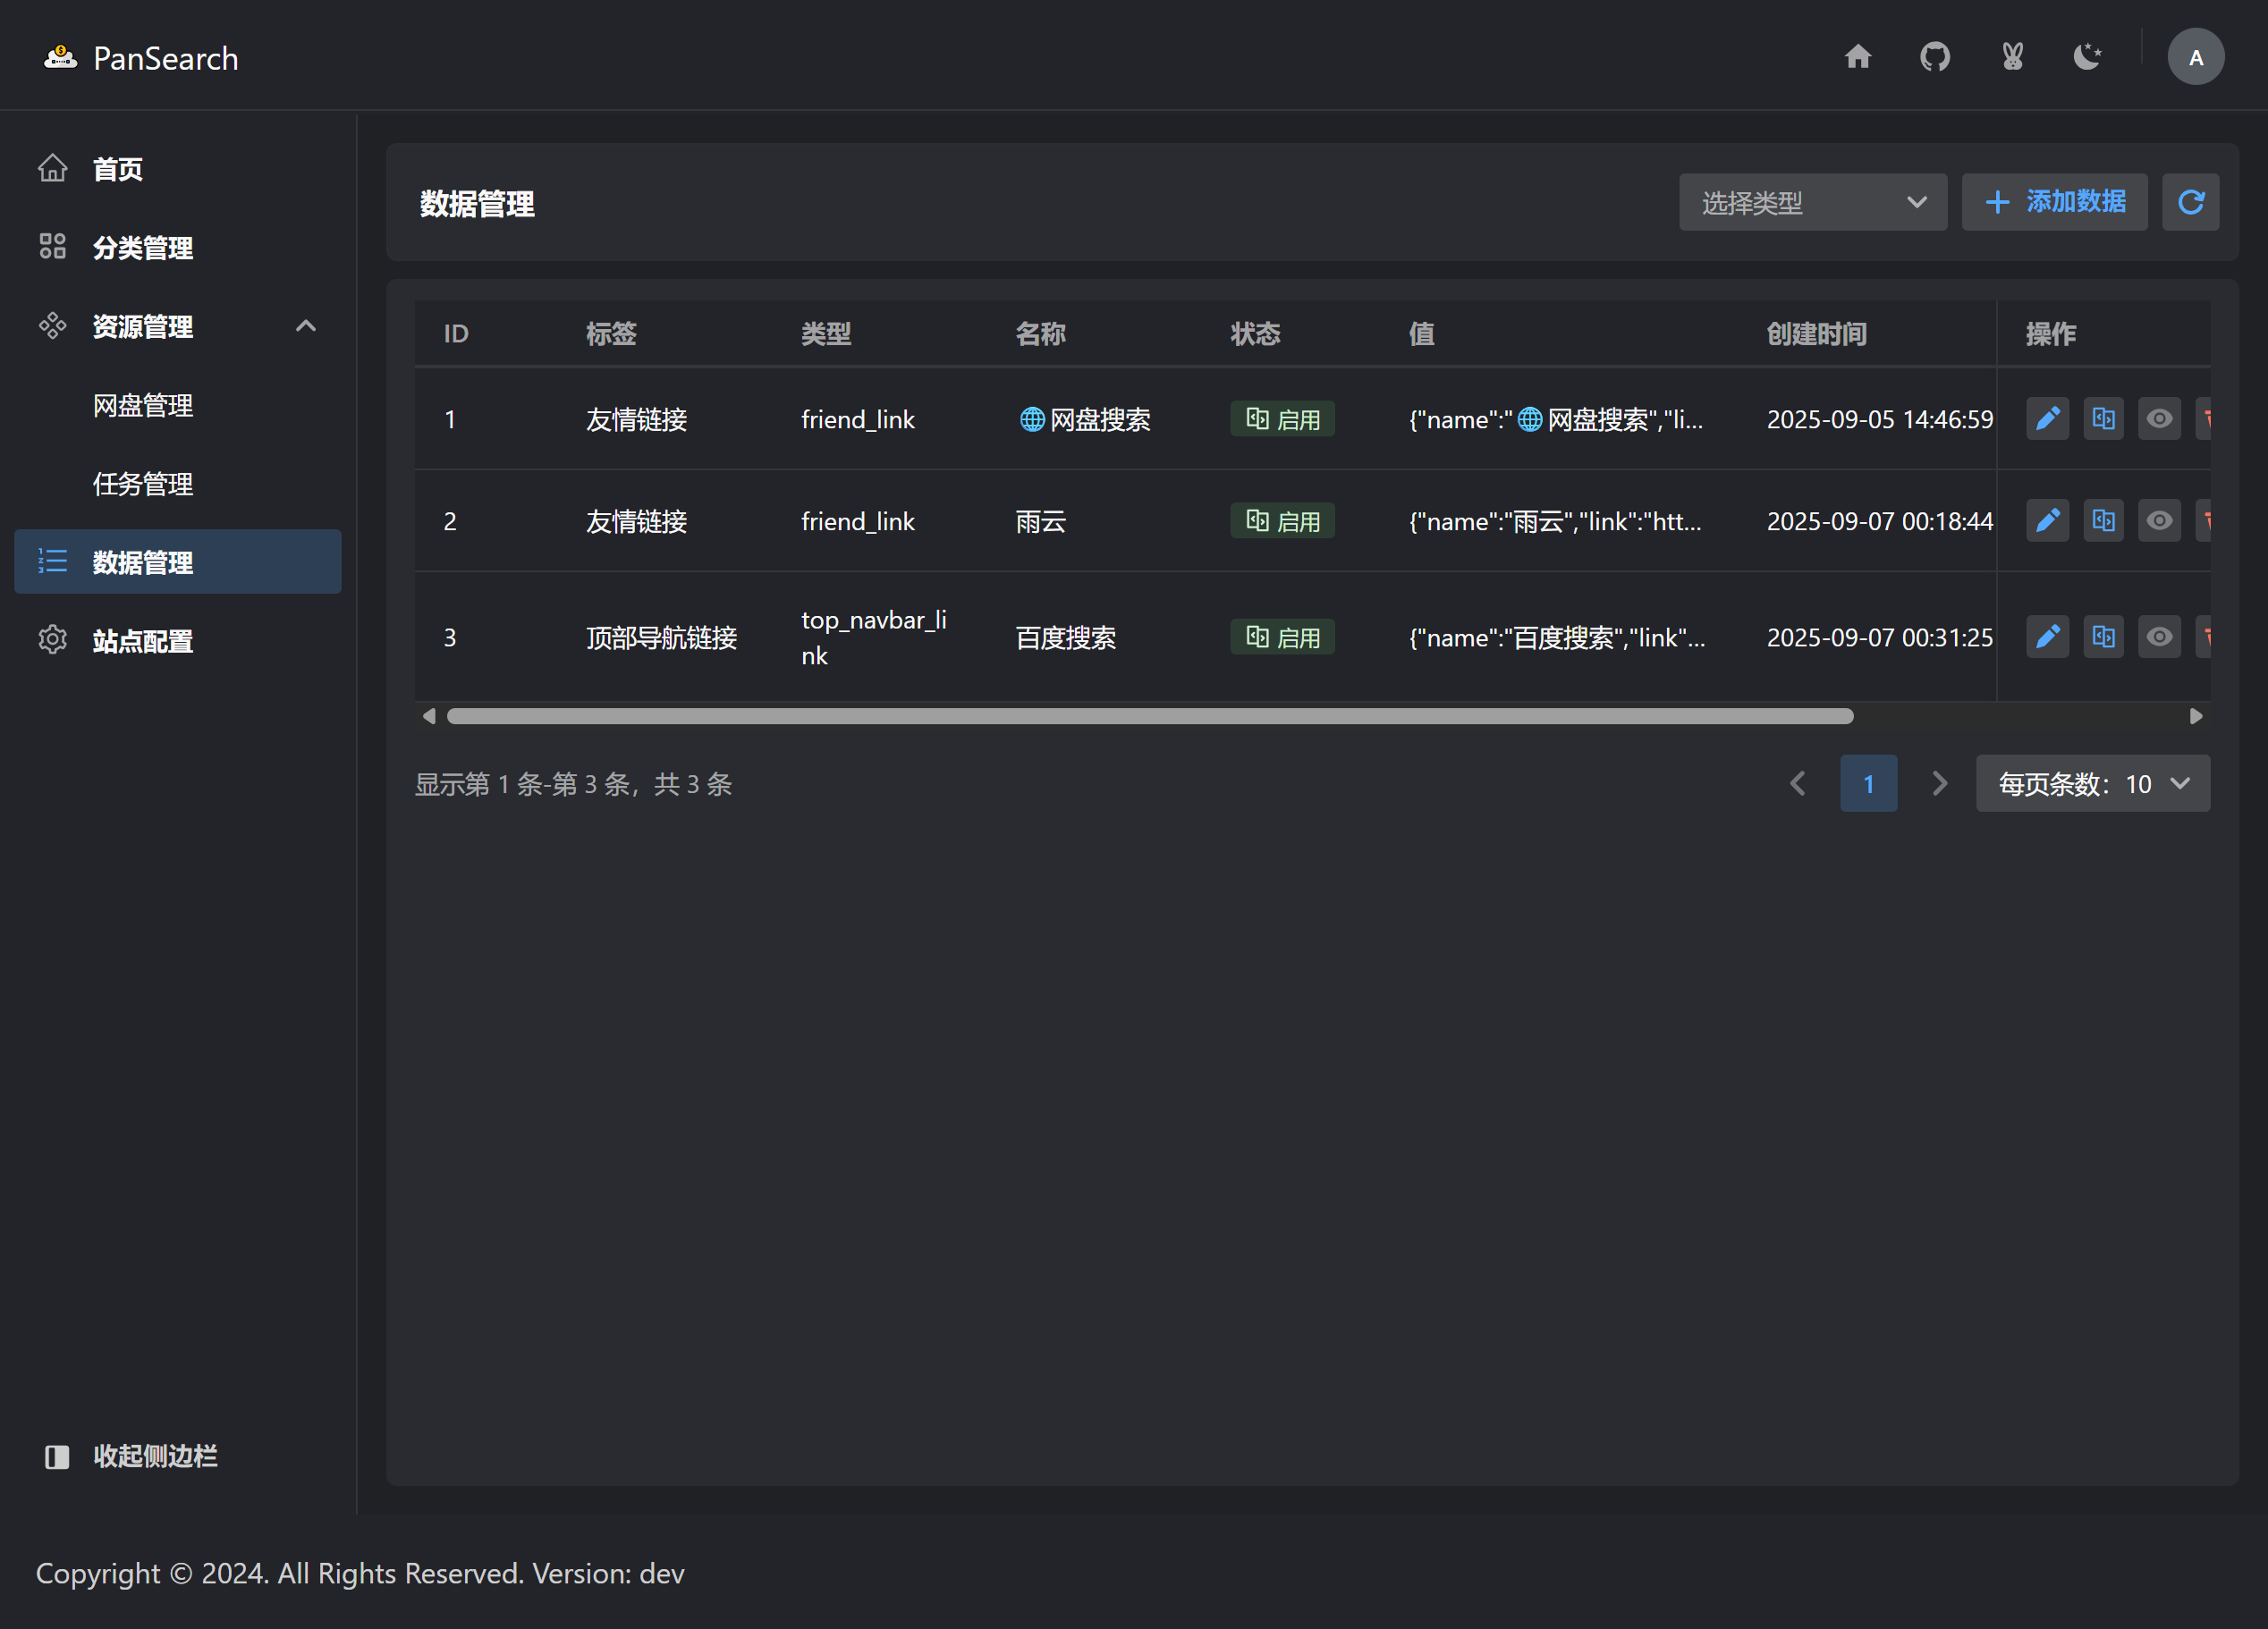 PanSearch
A
首页
分类管理
资源管理
网盘管理
任务管理
数据管理
站点配置
收起侧边栏
数据管理
选择类型
添加数据
ID 标签 类型 名称 状态 值 创建时间 操作
1 友情链接 friend_link 🌐网盘搜索 启用 {"name":"🌐网盘搜索","li... 2025-09-05 14:46:59
2 友情链接 friend_link 雨云 启用 {"name":"雨云","link":"htt... 2025-09-07 00:18:44
3 顶部导航链接 top_navbar_li
nk 百度搜索 启用 {"name":"百度搜索","link"... 2025-09-07 00:31:25
显示第 1 条-第 3 条，共 3 条
1
每页条数：10
Copyright © 2024. All Rights Reserved. Version: dev